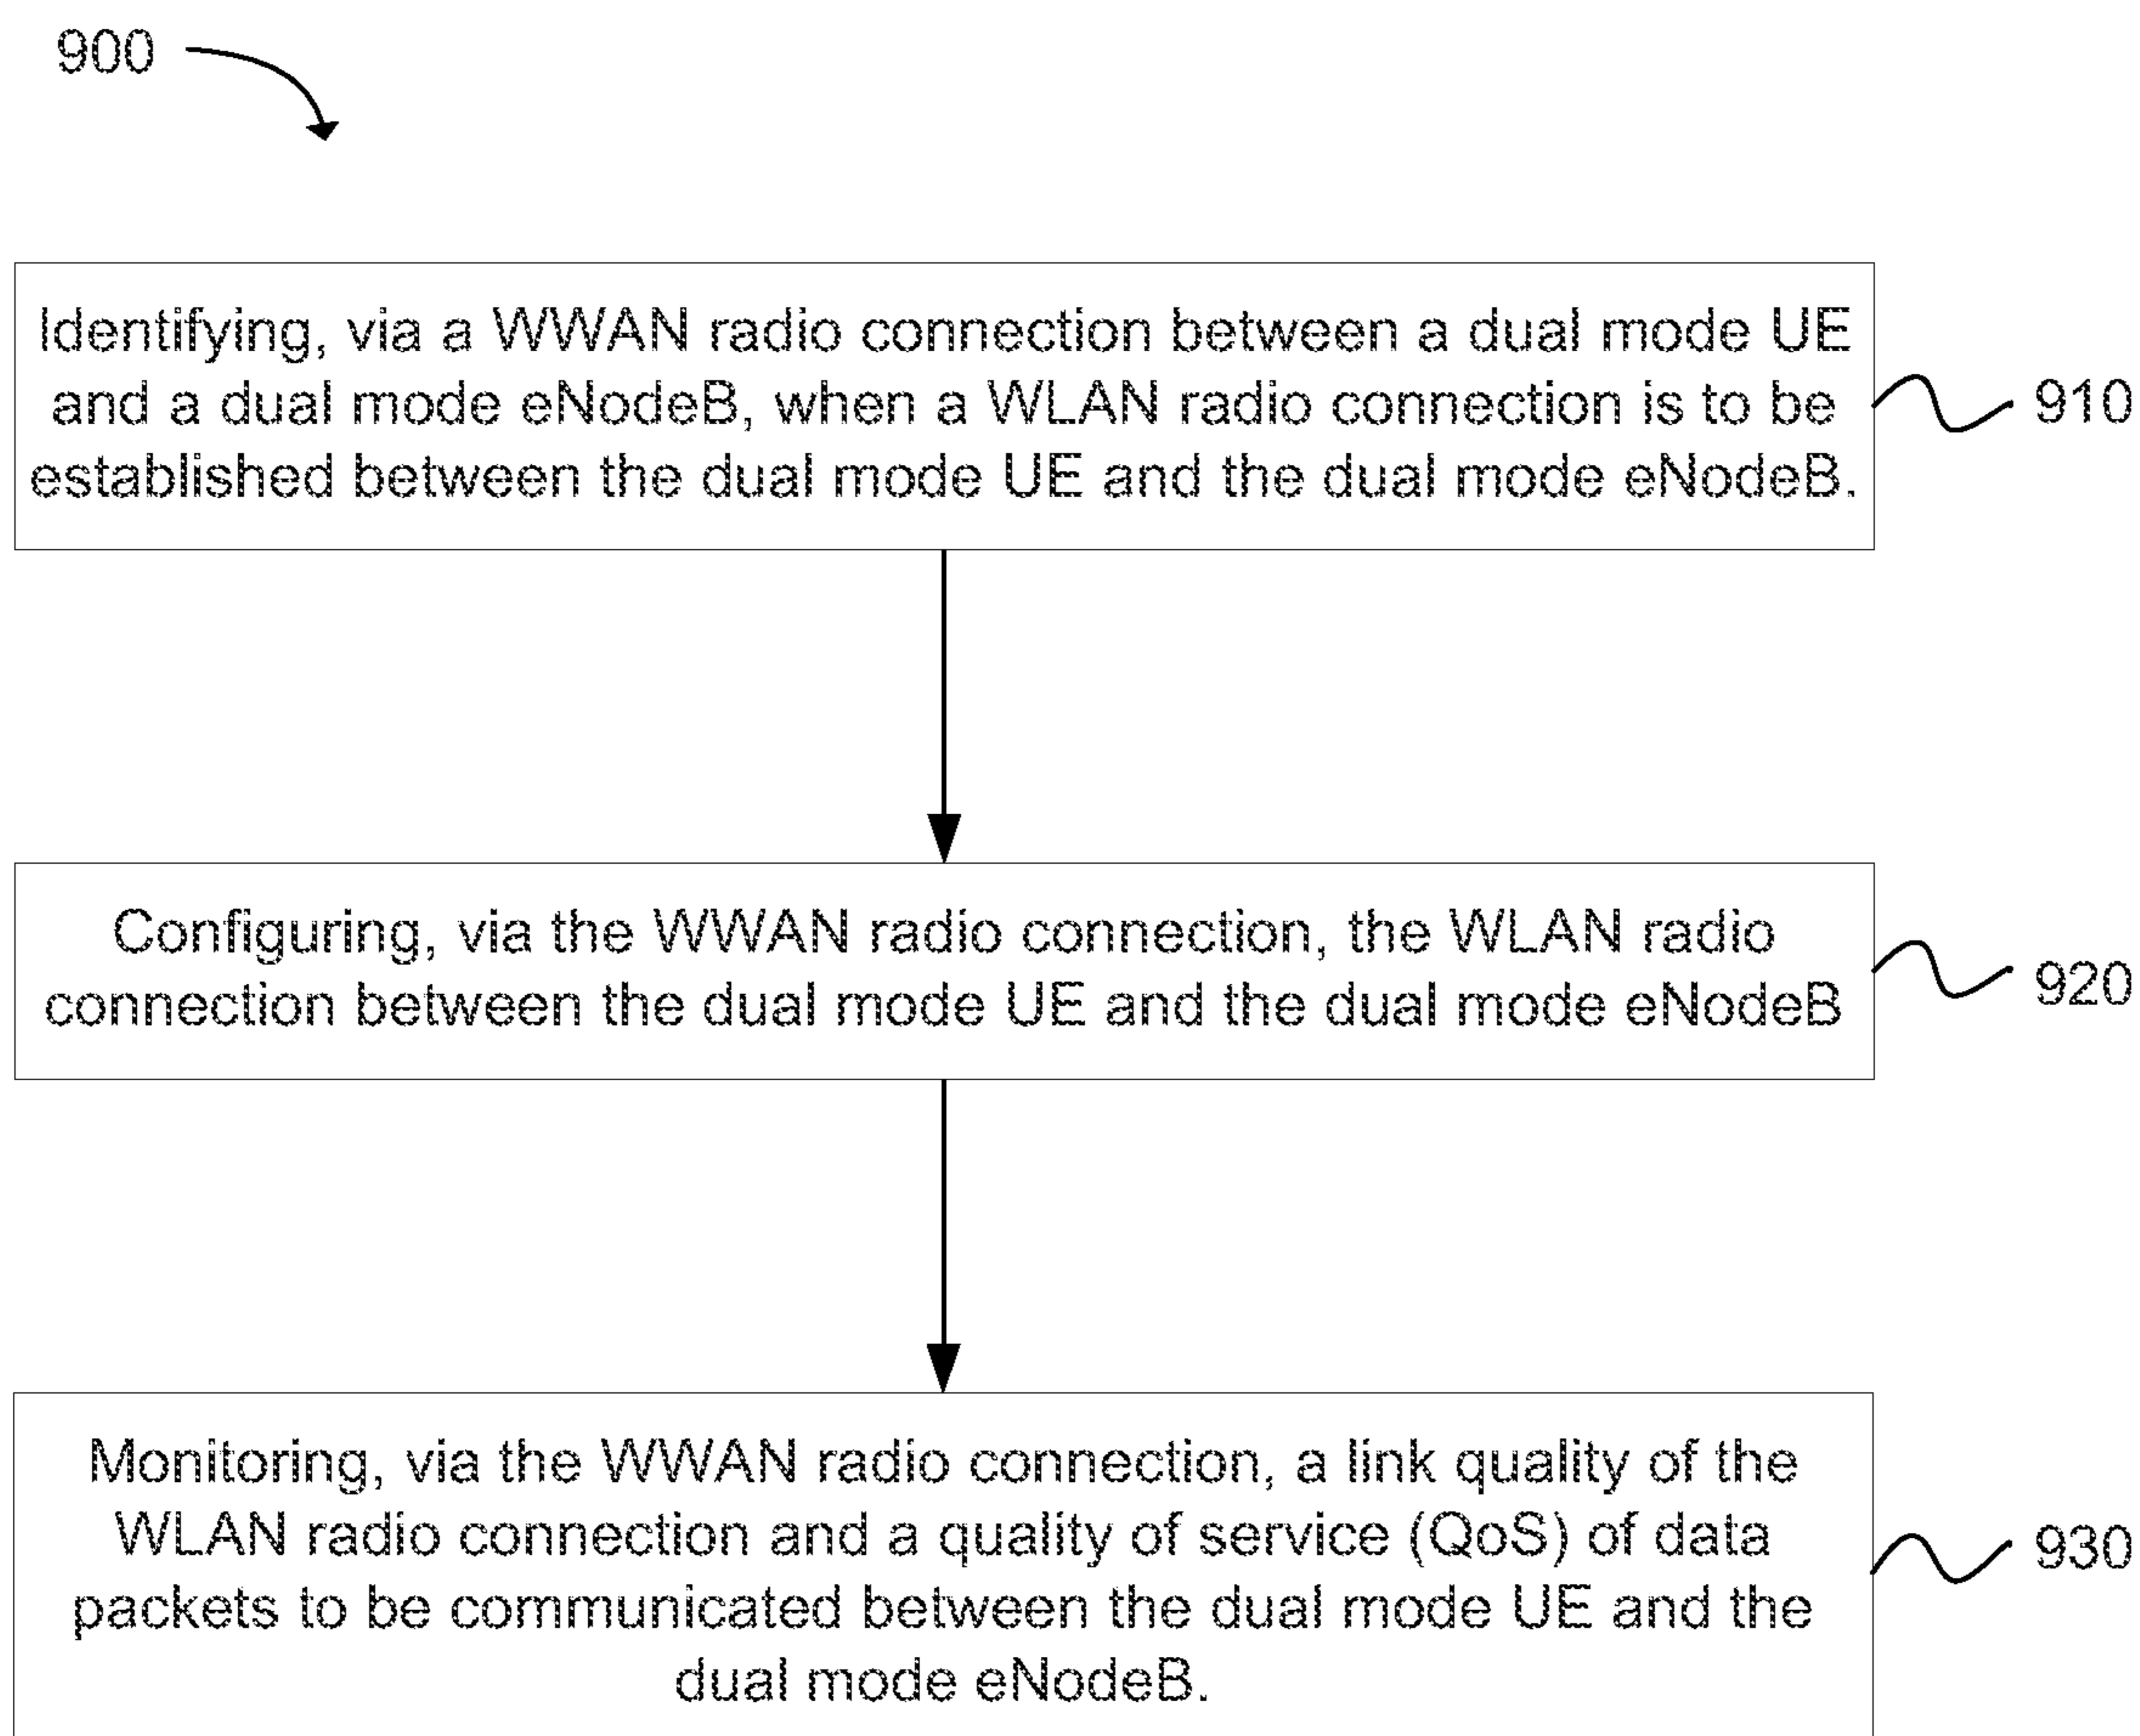 900
Identifying, via a WWAN radio connection between a dual mode UE
and a dual mode eNodeB, when a WLAN radio connection is to be
established between the dual mode UE and the dual mode eNodeB.
910
Configuring, via the WWAN radio connection, the WLAN radio
connection between the dual mode UE and the dual mode eNodeB
920
Monitoring, via the WWAN radio connection, a link quality of the
WLAN radio connection and a quality of service (QoS) of data
packets to be communicated between the dual mode UE and the
dual mode eNodeB.
930